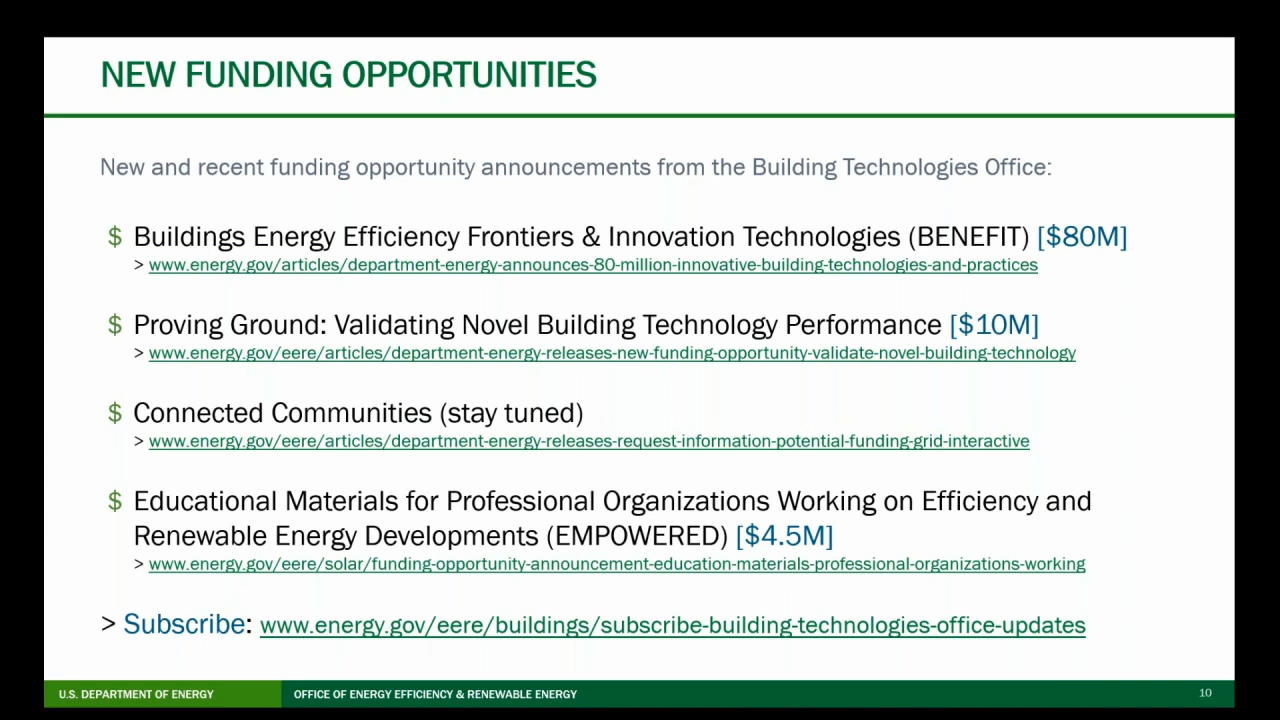 NEW FUNDING OPPORTUNITIES
New and recent funding opportunity announcements from the Building Technologies Office:
$ Buildings Energy Efficiency Frontiers & Innovation Technologies (BENEFIT) [$80M]
> www.energy.gov/articles/department-energy-announces-80-million-innovative-building-technologies-and-practices
$ Proving Ground: Validating Novel Building Technology Performance [$10M]
> www.energy.gov/eere/articles/department-energy-releases-new-funding-opportunity-validate-novel-building-technology
$ Connected Communities (stay tuned)
> www.energy.gov/eere/articles/department-energy-releases-request-information-potential-funding-grid-interactive
$ Educational Materials for Professional Organizations Working on Efficiency and
Renewable Energy Developments (EMPOWERED) [$4.5M]
> www.energy.gov/eere/solar/funding-opportunity-announcement-education-materials-professional-organizations-working
> Subscribe: www.energy.gov/eere/buildings/subscribe-building-technologies-office-updates
U.S. DEPARTMENT OF ENERGY OFFICE OF ENERGY EFFICIENCY & RENEWABLE ENERGY 10